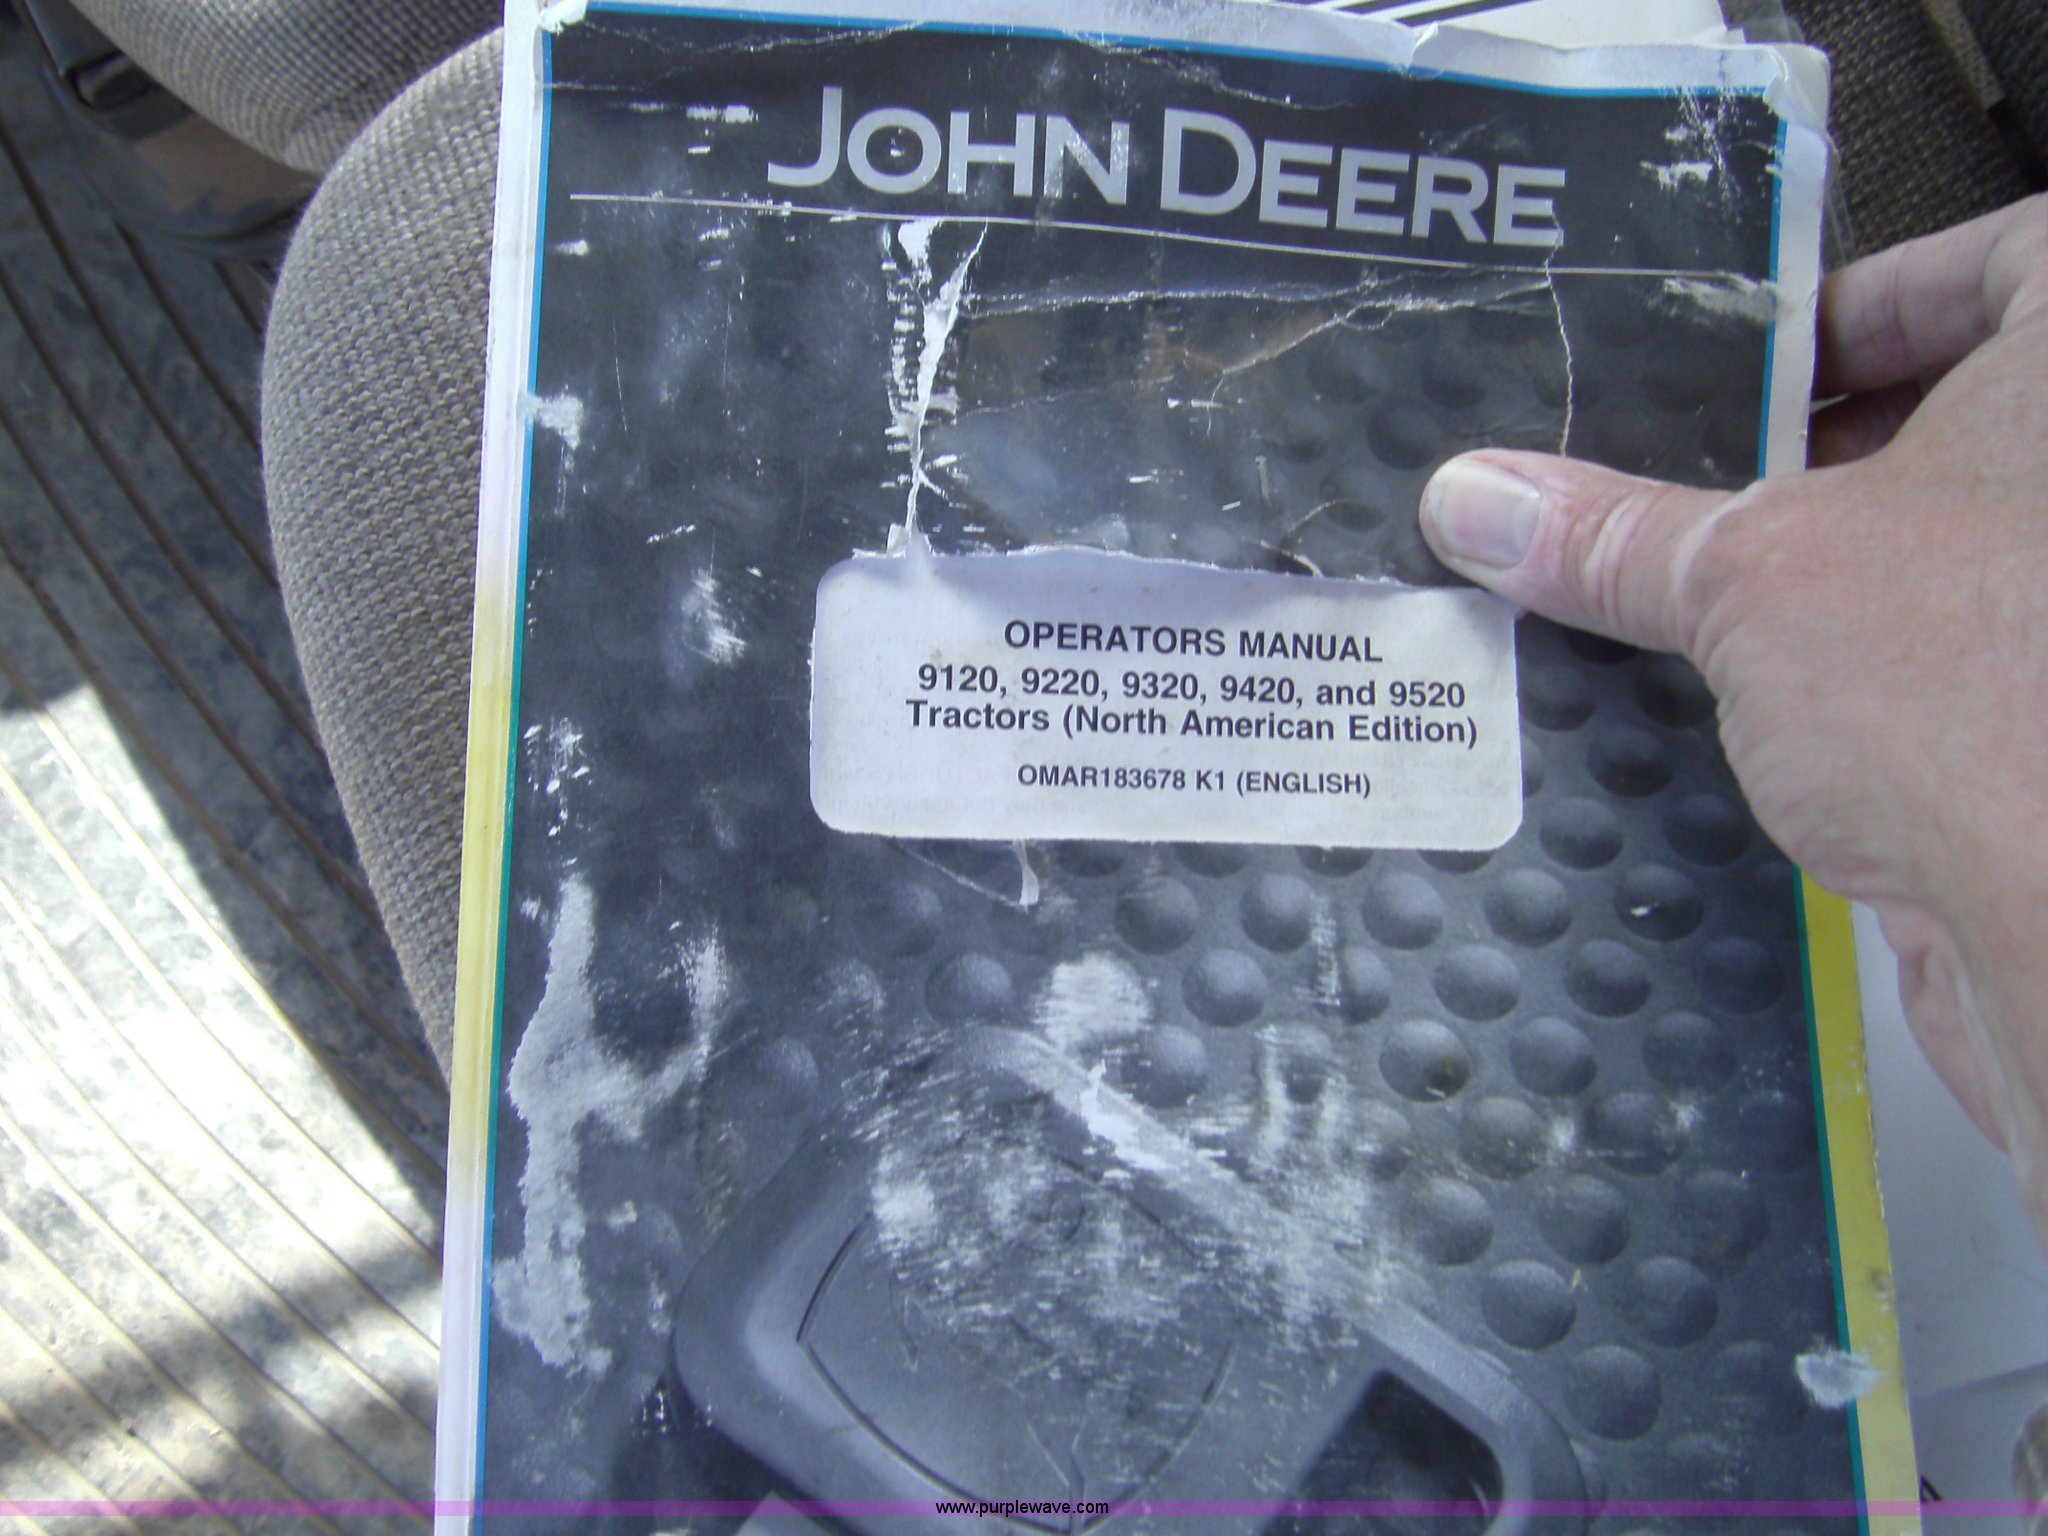 JOHN DEERE
OPERATORS MANUAL
9120, 9220, 9320, 9420, and 9520
Tractors (North American Edition)
OMAR183678 K1 (ENGLISH)
www.purplewave.com